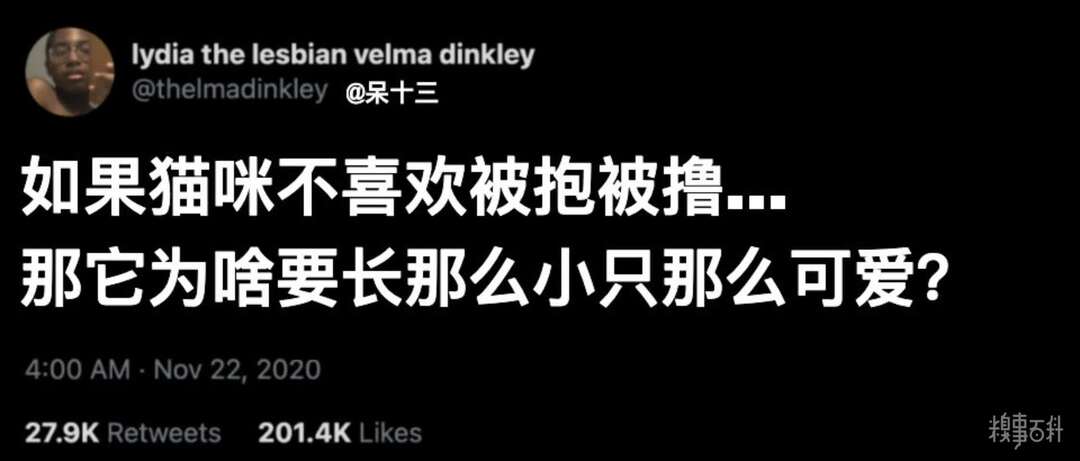 lydia the lesbian velma dinkley
@thelmadinkley @呆十三
如果猫咪不喜欢被抱被撸...
那它为啥要长那么小只那么可爱?
4:00 AM · Nov 22, 2020
27.9K Retweets 201.4K Likes
糗事百科